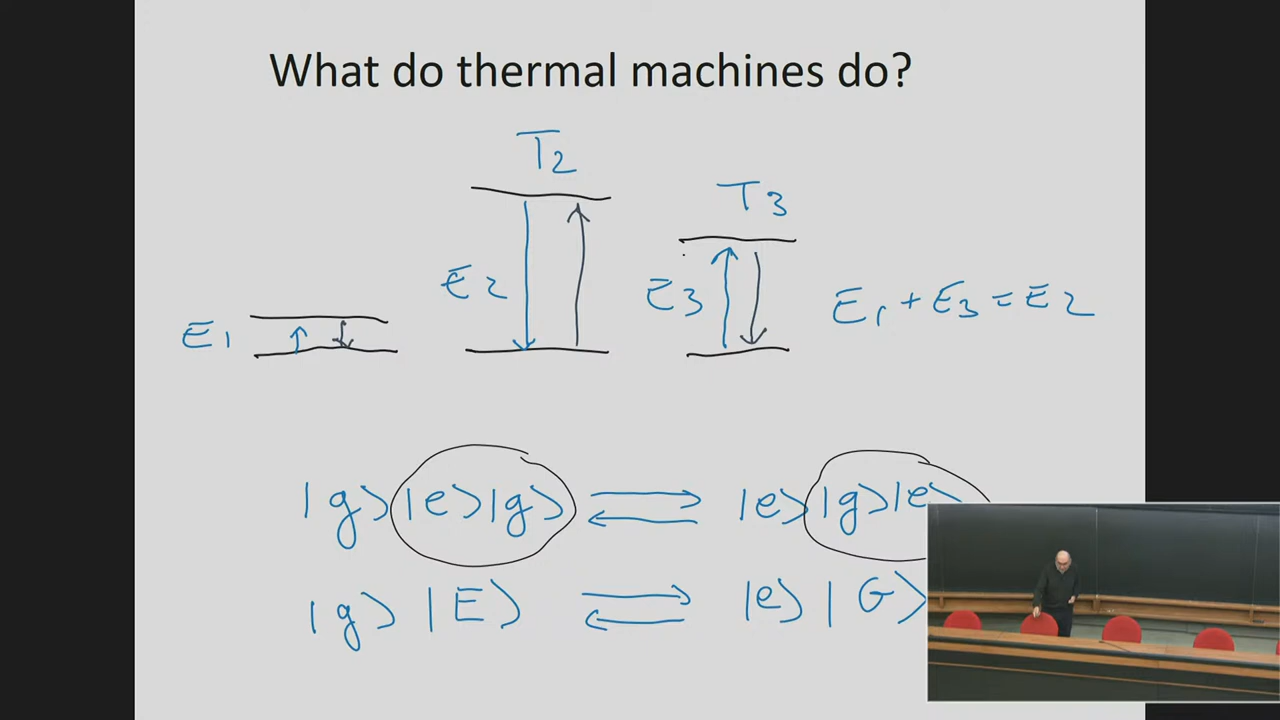 What do thermal machines do?
T2
T3
E1
E2
E3
E1 + E3 = E2
|g>|e>|g> ⇌ |e>|g>|e>
|g>|E> ⇌ |e>|G>